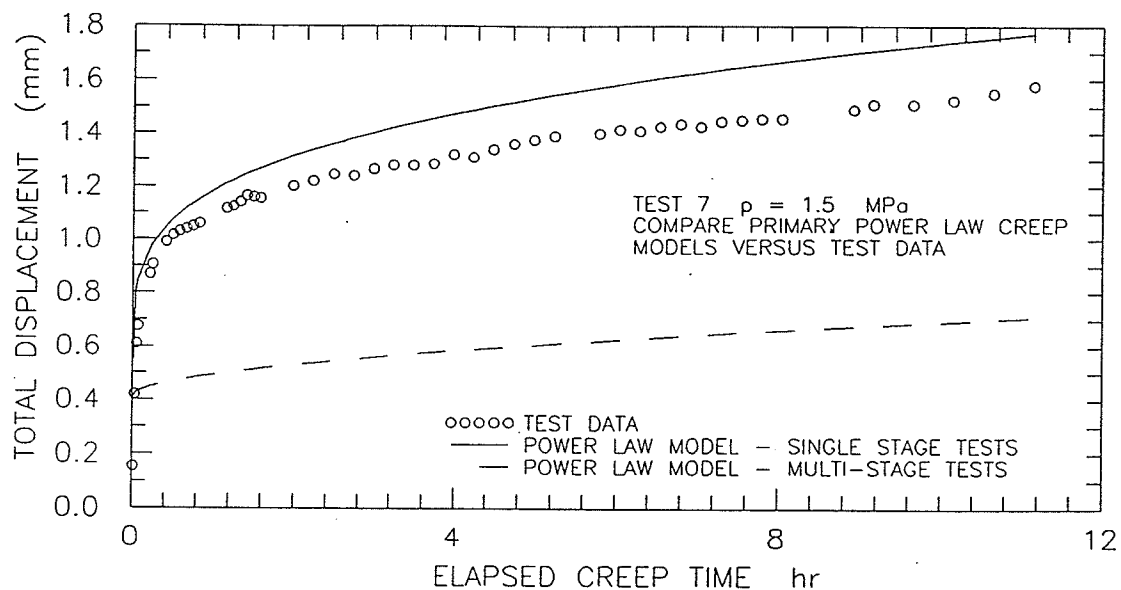 1.8
1.6
1.4
1.2
1.0
0.8
0.6
0.4
0.2
0.0
TOTAL DISPLACEMENT (mm)
TEST 7 p = 1.5 MPa
COMPARE PRIMARY POWER LAW CREEP
MODELS VERSUS TEST DATA
TEST DATA
POWER LAW MODEL – SINGLE STAGE TESTS
POWER LAW MODEL – MULTI–STAGE TESTS
0 4 8 12
ELAPSED CREEP TIME hr